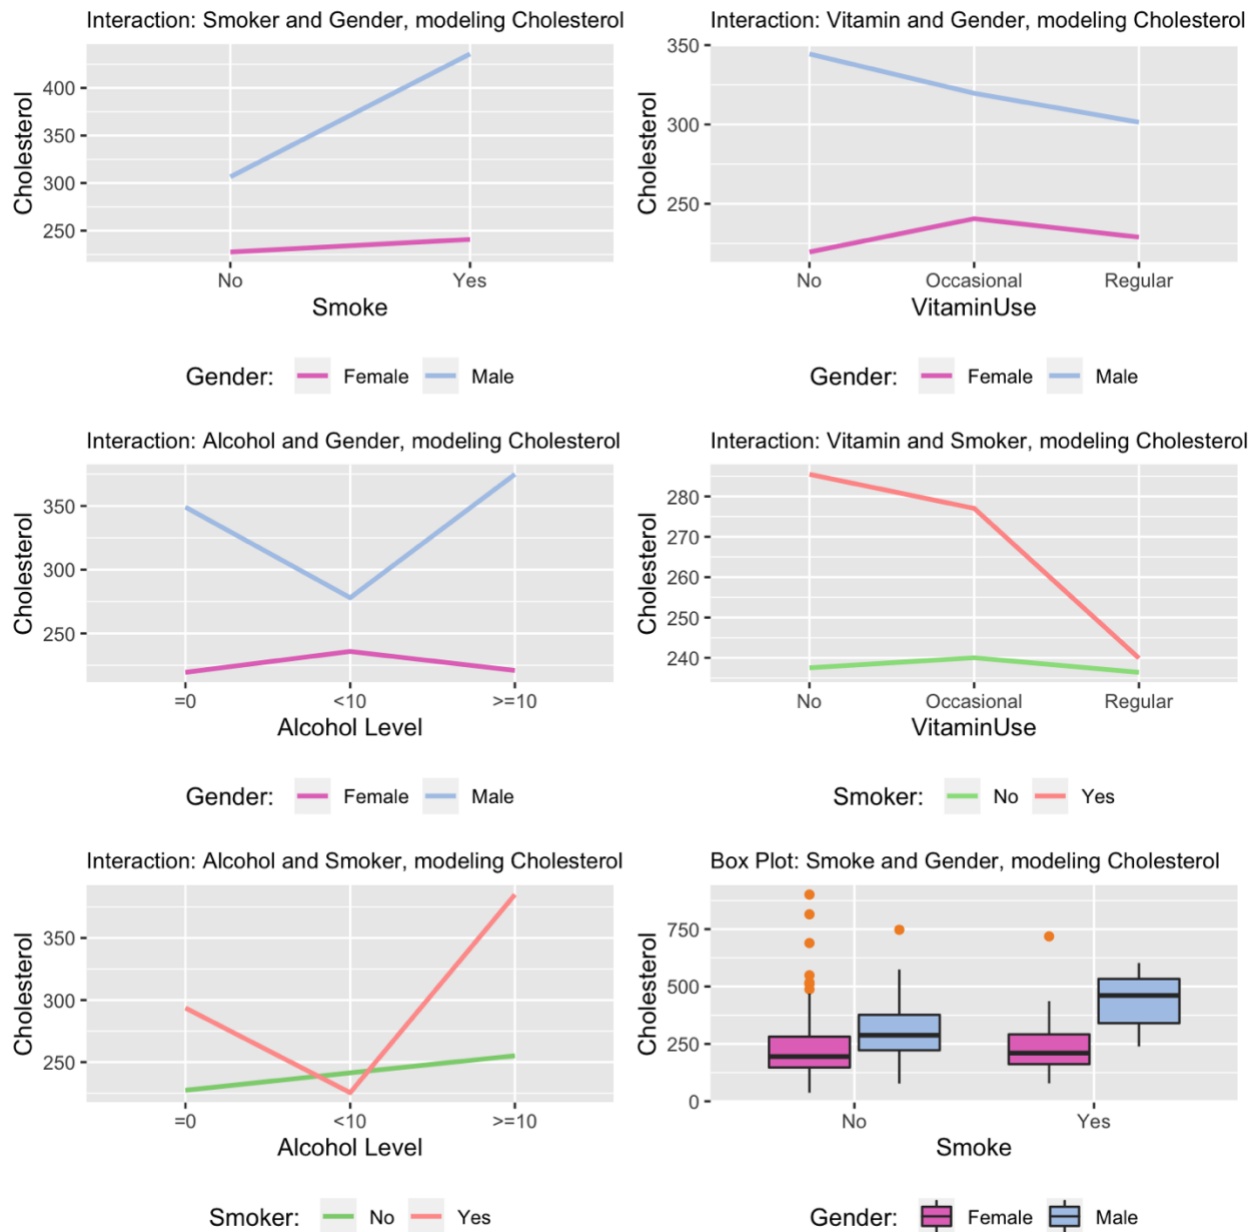 Interaction: Smoker and Gender, modeling Cholesterol
Cholesterol
400
350
300
250
No Yes
Smoke
Gender: Female Male
Interaction: Vitamin and Gender, modeling Cholesterol
Cholesterol
350
300
250
No Occasional Regular
VitaminUse
Gender: Female Male
Interaction: Alcohol and Gender, modeling Cholesterol
Cholesterol
350
300
250
=0 <10 >=10
Alcohol Level
Gender: Female Male
Interaction: Vitamin and Smoker, modeling Cholesterol
Cholesterol
280
270
260
250
240
No Occasional Regular
VitaminUse
Smoker: No Yes
Interaction: Alcohol and Smoker, modeling Cholesterol
Cholesterol
350
300
250
=0 <10 >=10
Alcohol Level
Smoker: No Yes
Box Plot: Smoke and Gender, modeling Cholesterol
Cholesterol
750
500
250
0
No Yes
Smoke
Gender: Female Male